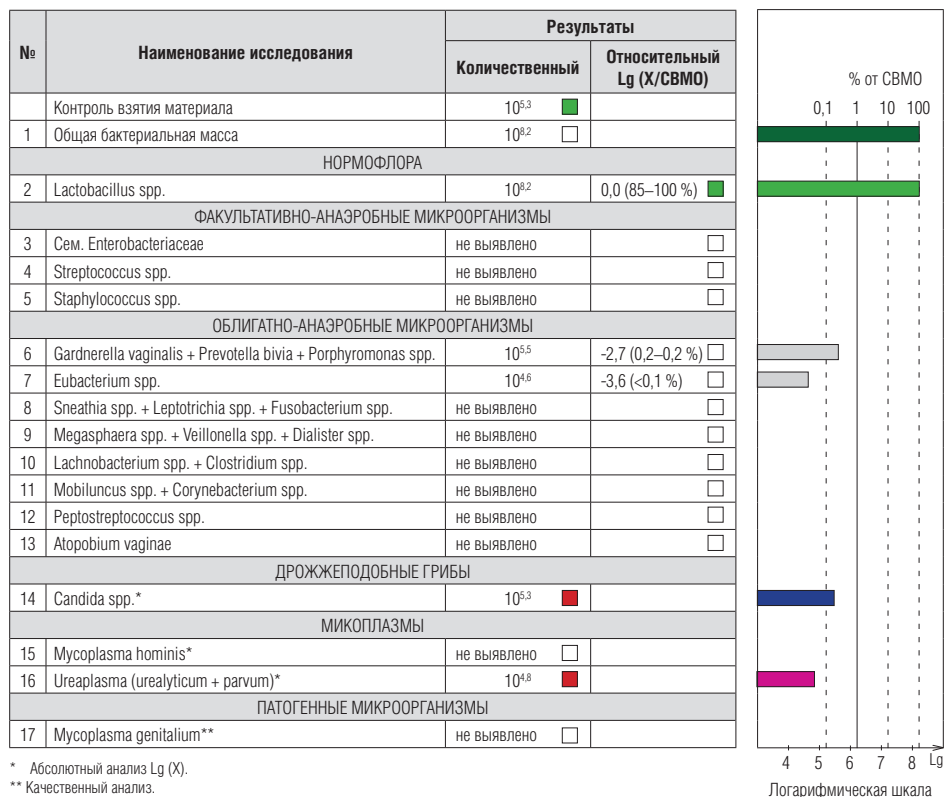 № Наименование исследования Результаты
Количественный Относительный Lg (X/СВМО)
Контроль взятия материала 10^5,3
1 Общая бактериальная масса 10^8,2
НОРМОФЛОРА
2 Lactobacillus spp. 10^8,2 0,0 (85–100 %)
ФАКУЛЬТАТИВНО-АНАЭРОБНЫЕ МИКРООРГАНИЗМЫ
3 Сем. Enterobacteriaceae не выявлено
4 Streptococcus spp. не выявлено
5 Staphylococcus spp. не выявлено
ОБЛИГАТНО-АНАЭРОБНЫЕ МИКРООРГАНИЗМЫ
6 Gardnerella vaginalis + Prevotella bivia + Porphyromonas spp. 10^5,5 -2,7 (0,2–0,2 %)
7 Eubacterium spp. 10^4,6 -3,6 (<0,1 %)
8 Sneathia spp. + Leptotrichia spp. + Fusobacterium spp. не выявлено
9 Megasphaera spp. + Veillonella spp. + Dialister spp. не выявлено
10 Lachnobacterium spp. + Clostridium spp. не выявлено
11 Mobiluncus spp. + Corynebacterium spp. не выявлено
12 Peptostreptococcus spp. не выявлено
13 Atopobium vaginae не выявлено
ДРОЖЖЕПОДОБНЫЕ ГРИБЫ
14 Candida spp.* 10^5,3
МИКОПЛАЗМЫ
15 Mycoplasma hominis* не выявлено
16 Ureaplasma (urealyticum + parvum)* 10^4,8
ПАТОГЕННЫЕ МИКРООРГАНИЗМЫ
17 Mycoplasma genitalium** не выявлено
* Абсолютный анализ Lg (X).
** Качественный анализ.
% от СВМО
0,1 1 10 100
4 5 6 7 8 Lg
Логарифмическая шкала